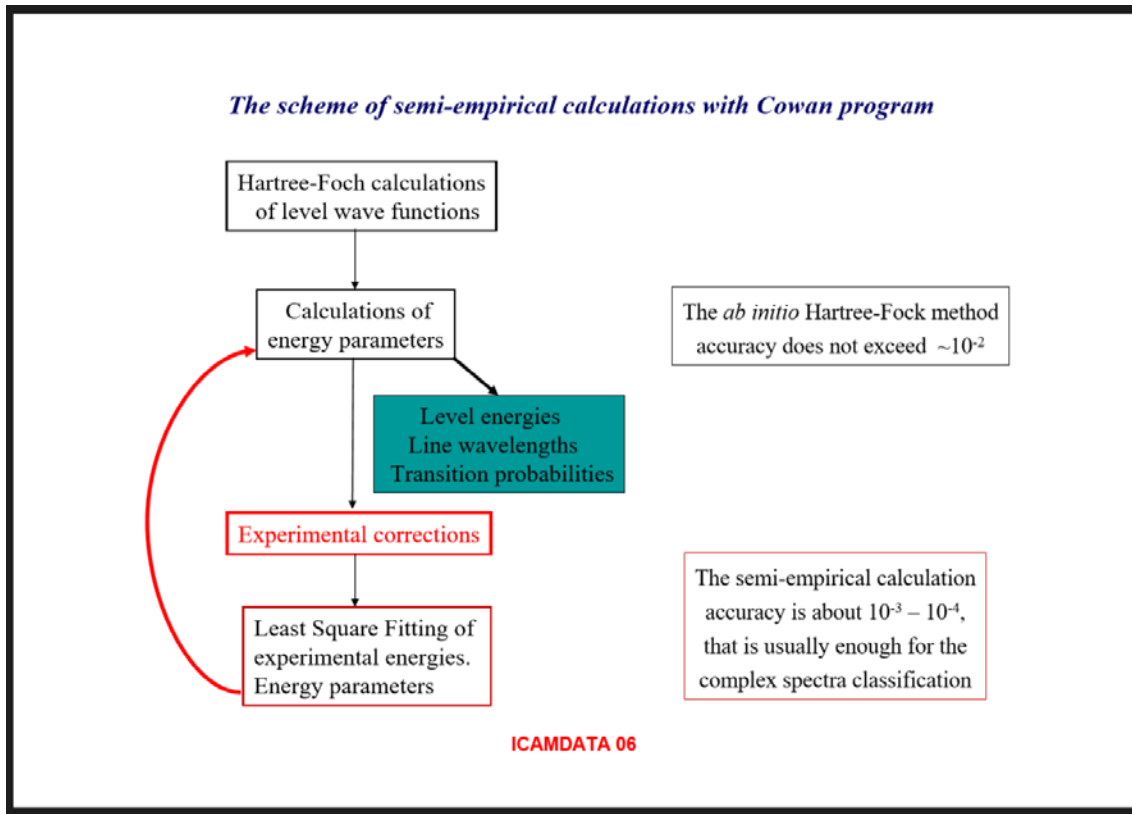 The scheme of semi-empirical calculations with Cowan program
Hartree-Foch calculations
of level wave functions
Calculations of
energy parameters
The ab initio Hartree-Fock method
accuracy does not exceed ~10⁻²
Level energies
Line wavelengths
Transition probabilities
Experimental corrections
Least Square Fitting of
experimental energies.
Energy parameters
The semi-empirical calculation
accuracy is about 10⁻³ – 10⁻⁴,
that is usually enough for the
complex spectra classification
ICAMDATA 06